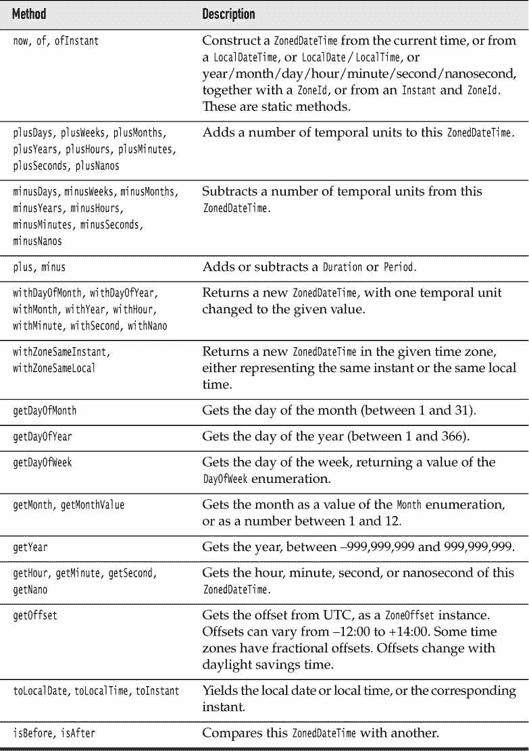 Method Description
now, of, ofInstant Construct a ZonedDateTime from the current time, or from
a LocalDateTime, or LocalDate/LocalTime, or
year/month/day/hour/minute/second/nanosecond,
together with a ZoneId, or from an Instant and ZoneId.
These are static methods.
plusDays, plusWeeks, plusMonths, Adds a number of temporal units to this ZonedDateTime.
plusYears, plusHours, plusMinutes,
plusSeconds, plusNanos
minusDays, minusWeeks, minusMonths, Subtracts a number of temporal units from this
minusYears, minusHours, ZonedDateTime.
minusMinutes, minusSeconds,
minusNanos
plus, minus Adds or subtracts a Duration or Period.
withDayOfMonth, withDayOfYear, Returns a new ZonedDateTime, with one temporal unit
withMonth, withYear, withHour, changed to the given value.
withMinute, withSecond, withNano
withZoneSameInstant, Returns a new ZonedDateTime in the given time zone,
withZoneSameLocal either representing the same instant or the same local
time.
getDayOfMonth Gets the day of the month (between 1 and 31).
getDayOfYear Gets the day of the year (between 1 and 366).
getDayOfWeek Gets the day of the week, returning a value of the
DayOfWeek enumeration.
getMonth, getMonthValue Gets the month as a value of the Month enumeration,
or as a number between 1 and 12.
getYear Gets the year, between –999,999,999 and 999,999,999.
getHour, getMinute, getSecond, Gets the hour, minute, second, or nanosecond of this
getNano ZonedDateTime.
getOffset Gets the offset from UTC, as a ZoneOffset instance.
Offsets can vary from –12:00 to +14:00. Some time
zones have fractional offsets. Offsets change with
daylight savings time.
toLocalDate, toLocalTime, toInstant Yields the local date or local time, or the corresponding
instant.
isBefore, isAfter Compares this ZonedDateTime with another.